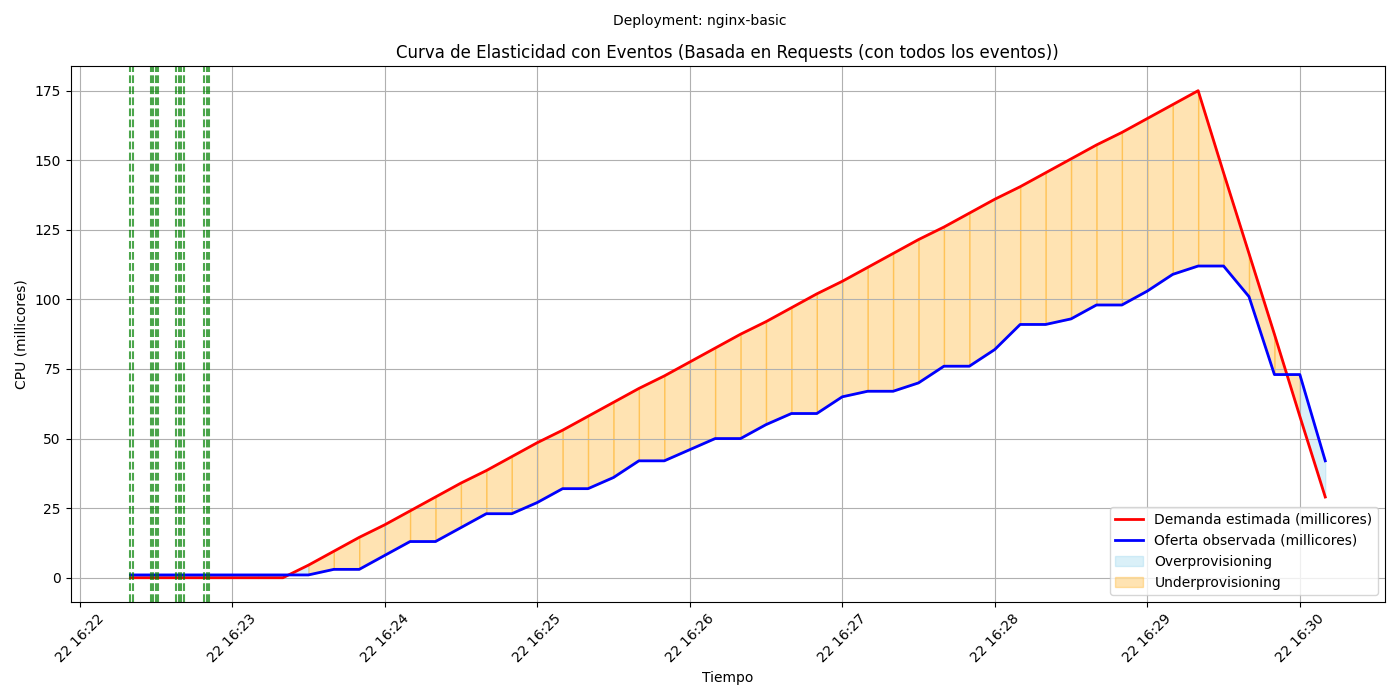 Deployment: nginx-basic
Curva de Elasticidad con Eventos (Basada en Requests (con todos los eventos))
CPU (millicores)
175
150
125
100
75
50
25
0
Demanda estimada (millicores)
Oferta observada (millicores)
Overprovisioning
Underprovisioning
22 16:22
22 16:23
22 16:24
22 16:25
22 16:26
22 16:27
22 16:28
22 16:29
22 16:30
Tiempo